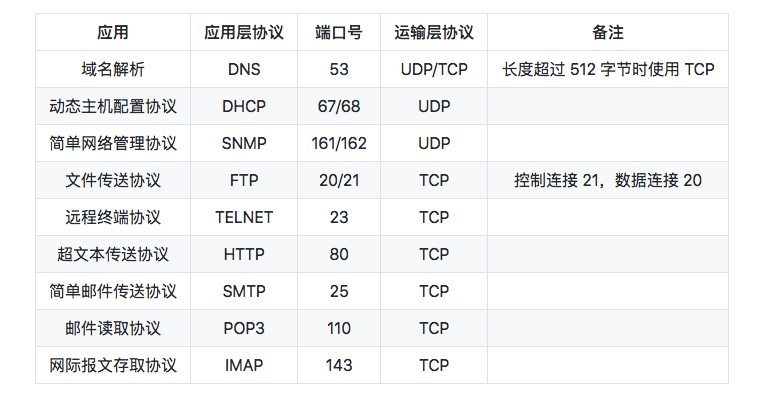 应用 应用层协议 端口号 运输层协议 备注
域名解析 DNS 53 UDP/TCP 长度超过 512 字节时使用 TCP
动态主机配置协议 DHCP 67/68 UDP
简单网络管理协议 SNMP 161/162 UDP
文件传送协议 FTP 20/21 TCP 控制连接 21，数据连接 20
远程终端协议 TELNET 23 TCP
超文本传送协议 HTTP 80 TCP
简单邮件传送协议 SMTP 25 TCP
邮件读取协议 POP3 110 TCP
网际报文存取协议 IMAP 143 TCP